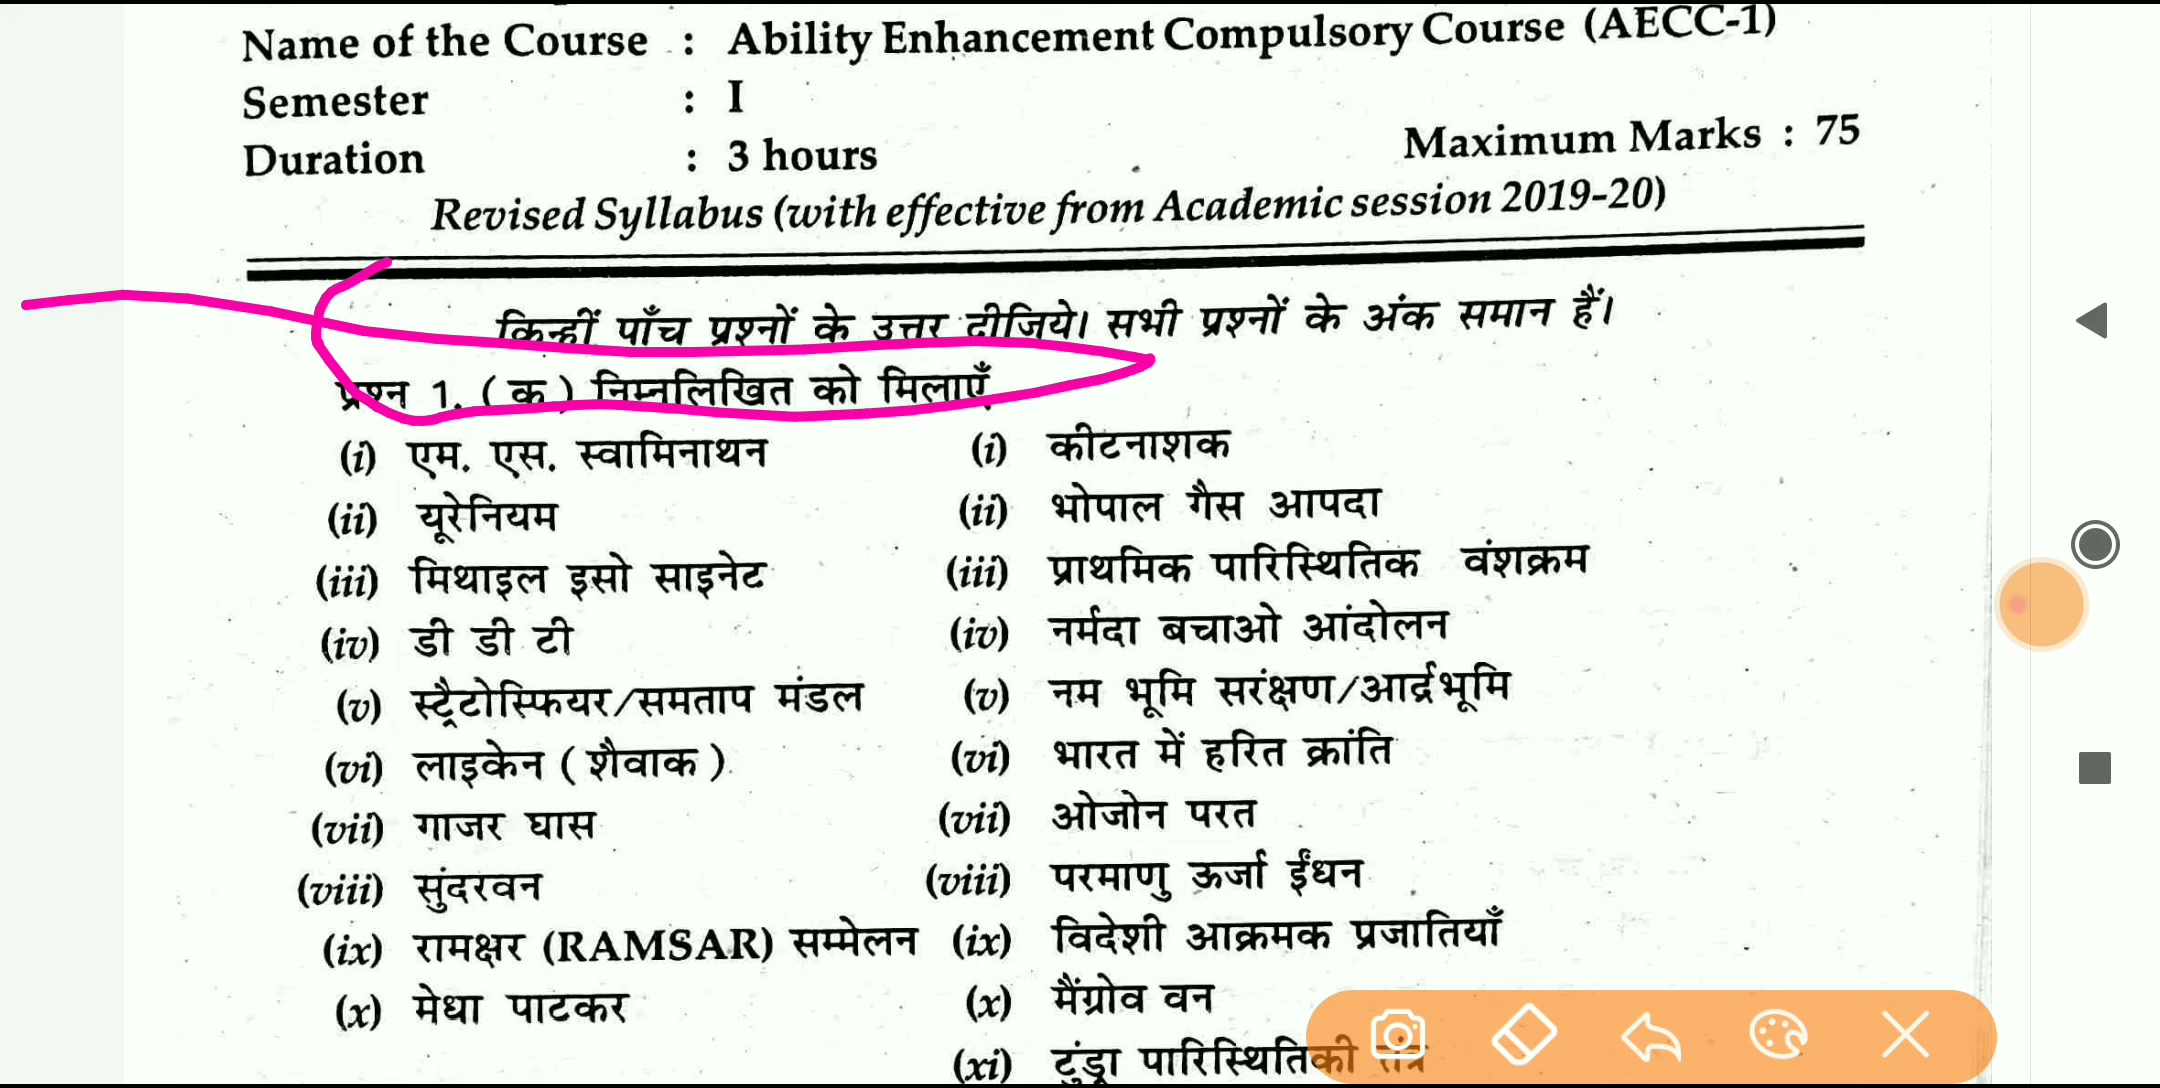 Name of the Course : Ability Enhancement Compulsory Course (AECC-1)
Semester : I
Duration : 3 hours
Maximum Marks : 75
Revised Syllabus (with effective from Academic session 2019-20)
किन्हीं पाँच प्रश्नों के उत्तर दीजिये। सभी प्रश्नों के अंक समान हैं।
प्रश्न 1. (क) निम्नलिखित को मिलाएँ
(i) एम. एस. स्वामिनाथन (i) कीटनाशक
(ii) यूरेनियम (ii) भोपाल गैस आपदा
(iii) मिथाइल इसो साइनेट (iii) प्राथमिक पारिस्थितिक वंशक्रम
(iv) डी डी टी (iv) नर्मदा बचाओ आंदोलन
(v) स्ट्रैटोस्फियर/समताप मंडल (v) नम भूमि सरंक्षण/आर्द्रभूमि
(vi) लाइकेन (शैवाक) (vi) भारत में हरित क्रांति
(vii) गाजर घास (vii) ओजोन परत
(viii) सुंदरवन (viii) परमाणु ऊर्जा ईंधन
(ix) रामक्षर (RAMSAR) सम्मेलन (ix) विदेशी आक्रमक प्रजातियाँ
(x) मेधा पाटकर (x) मैंग्रोव वन
(xi) टुंड्रा पारिस्थितिकी तंत्र